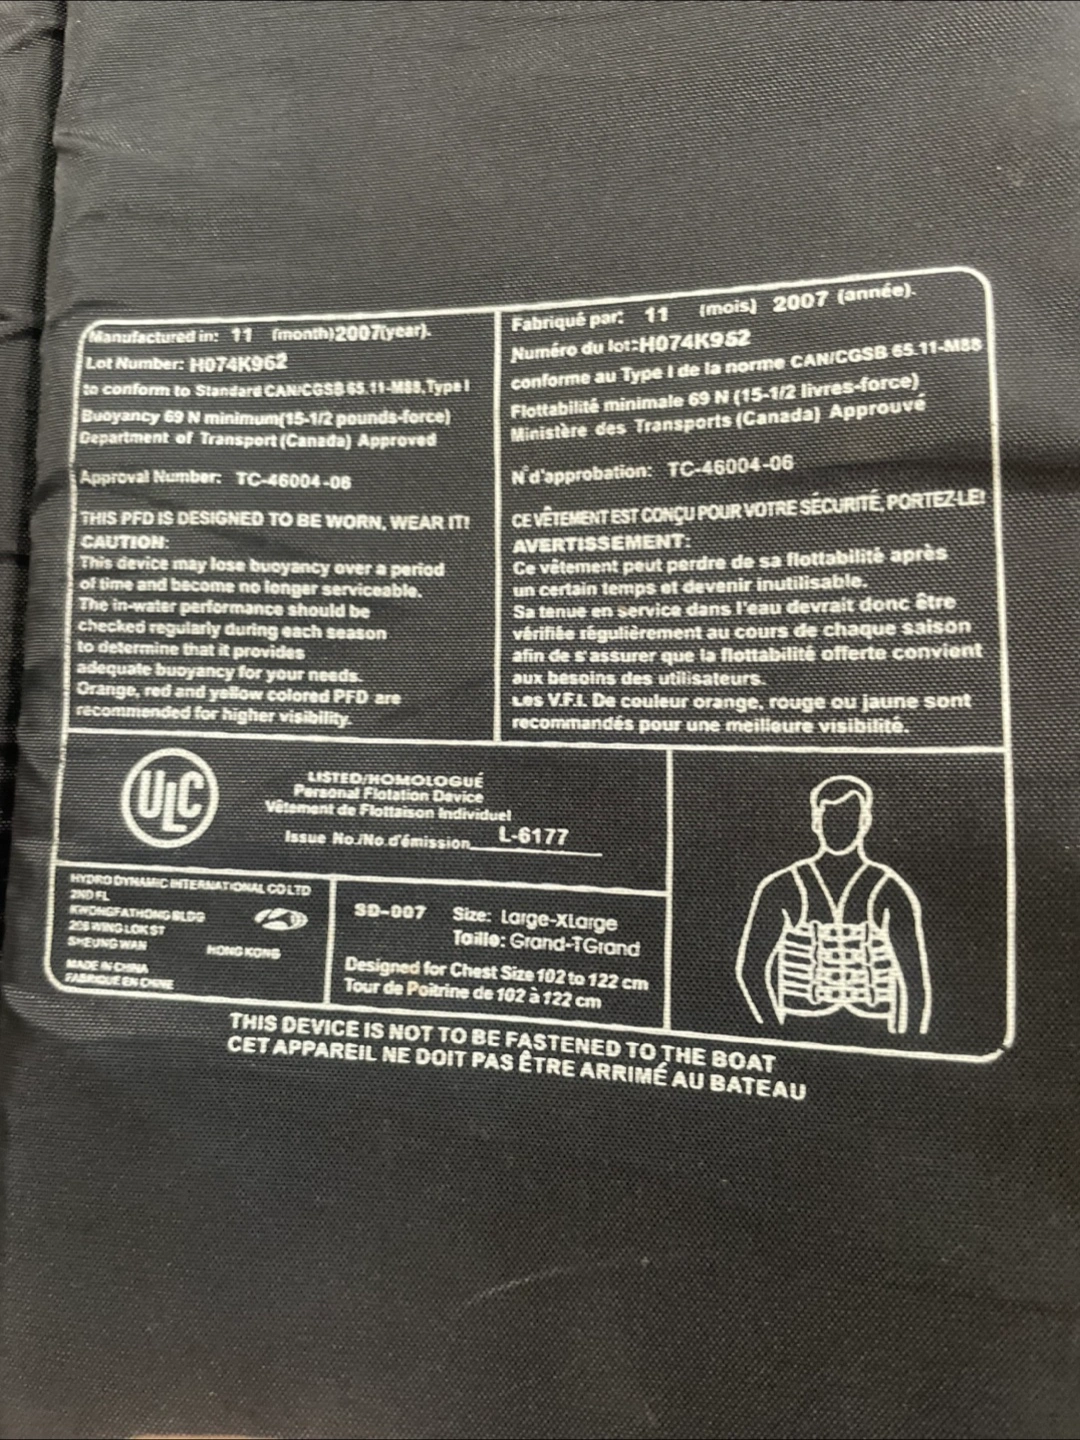 Manufactured in: 11 (month)2007(year).
Lot Number: H074K962
to conform to Standard CAN/CGSB 65.11-M88, Type I
Buoyancy 69 N minimum(15-1/2 pounds-force)
Department of Transport (Canada) Approved
Approval Number: TC-46004-06
THIS PFD IS DESIGNED TO BE WORN, WEAR IT!
CAUTION:
This device may lose buoyancy over a period
of time and become no longer serviceable.
The in-water performance should be
checked regularly during each season
to determine that it provides
adequate buoyancy for your needs.
Orange, red and yellow colored PFD are
recommended for higher visibility.
Fabriqué par: 11 (mois) 2007 (année).
Numéro du lot:H074K962
conforme au Type I de la norme CAN/CGSB 65.11-M88
Flottabilité minimale 69 N (15-1/2 livres-force)
Ministère des Transports (Canada) Approuvé
N°d'approbation: TC-46004-06
CE VÊTEMENT EST CONÇU POUR VOTRE SÉCURITÉ, PORTEZ-LE!
AVERTISSEMENT:
Ce vêtement peut perdre de sa flottabilité après
un certain temps et devenir inutilisable.
Sa tenue en service dans l'eau devrait donc être
vérifiée régulièrement au cours de chaque saison
afin de s'assurer que la flottabilité offerte convient
aux besoins des utilisateurs.
Les V.F.I. De couleur orange, rouge ou jaune sont
recommandés pour une meilleure visibilité.
ULC
LISTED/HOMOLOGUÉ
Personal Flotation Device
Vêtement de Flottaison Individuel
Issue No./No.d'émission L-6177
HYDRO DYNAMIC INTERNATIONAL CO LTD
2ND FL
KWONGFATHONG BLDG
208 WING LOK ST
SHEUNG WAN HONG KONG
MADE IN CHINA
FABRIQUE EN CHINE
SD-007 Size: Large-XLarge
Taille: Grand-TGrand
Designed for Chest Size 102 to 122 cm
Tour de Poitrine de 102 à 122 cm
THIS DEVICE IS NOT TO BE FASTENED TO THE BOAT
CET APPAREIL NE DOIT PAS ÊTRE ARRIMÉ AU BATEAU